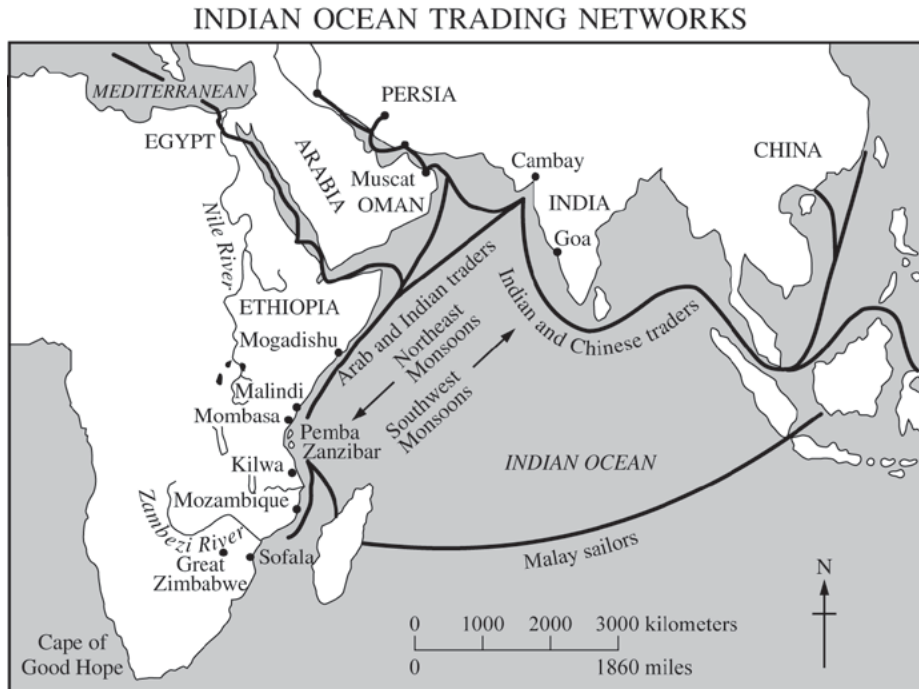 INDIAN OCEAN TRADING NETWORKS
MEDITERRANEAN
EGYPT
PERSIA
ARABIA
Muscat
OMAN
Cambay
INDIA
Goa
CHINA
Nile River
ETHIOPIA
Mogadishu
Malindi
Mombasa
Pemba
Zanzibar
Kilwa
Mozambique
Zambezi River
Great
Zimbabwe
Sofala
Arab and Indian traders
Northeast
Monsoons
Southwest
Monsoons
Indian and Chinese traders
INDIAN OCEAN
Malay sailors
Cape of
Good Hope
0 1000 2000 3000 kilometers
0 1860 miles
N